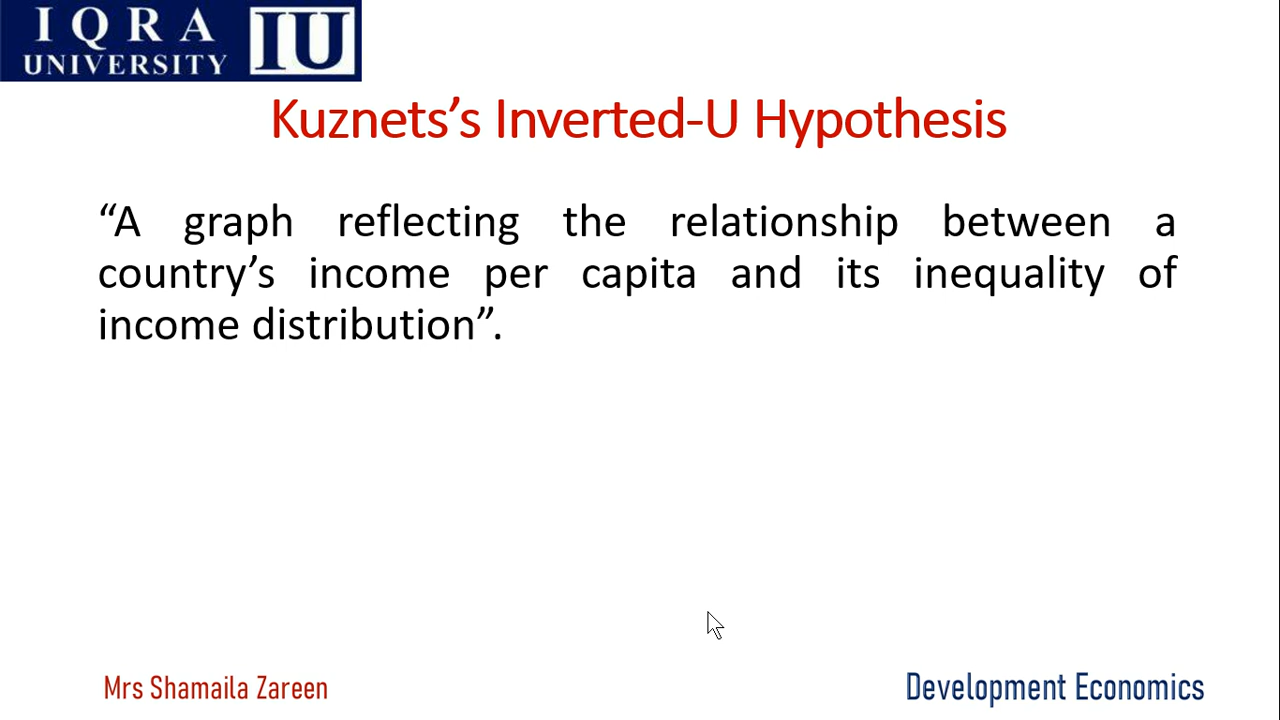 IQRA
UNIVERSITY
IU
Kuznets’s Inverted-U Hypothesis
“A graph reflecting the relationship between a
country’s income per capita and its inequality of
income distribution”.
Mrs Shamaila Zareen
Development Economics